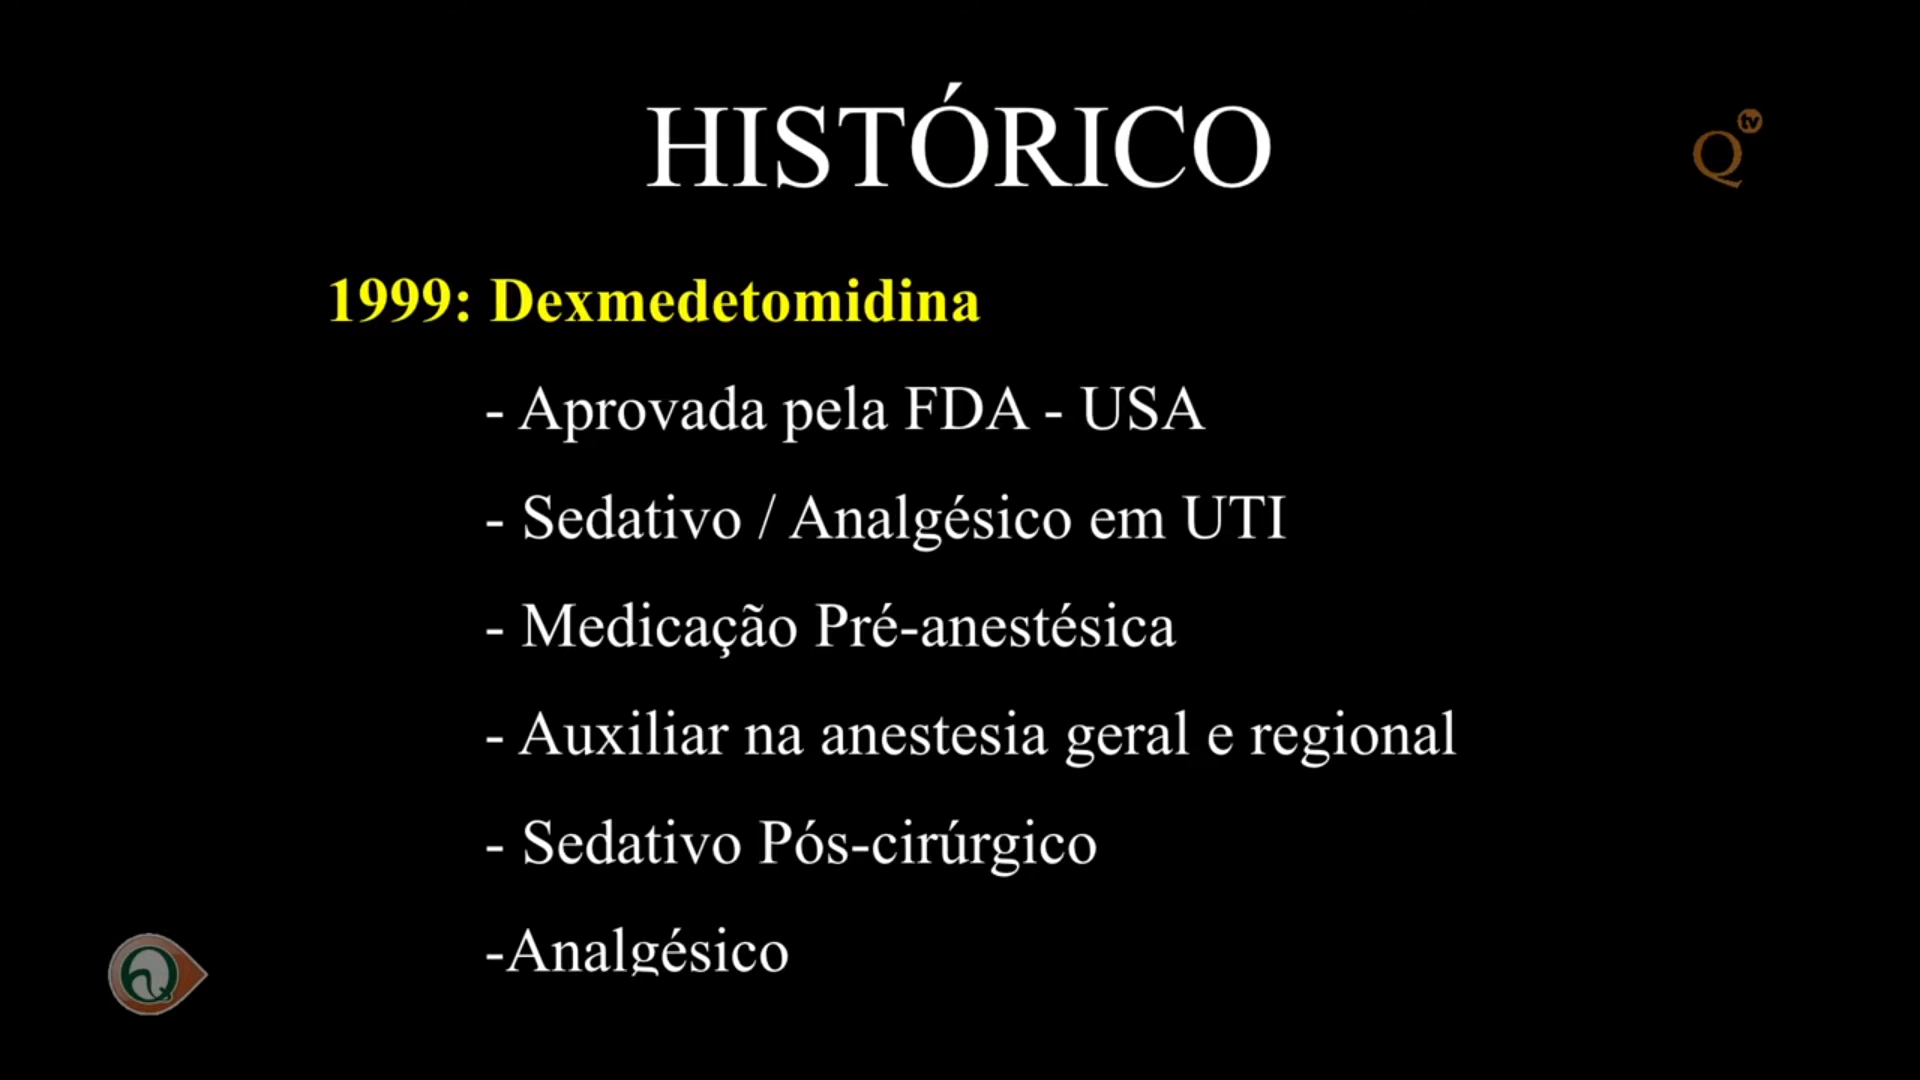 HISTÓRICO
Q tv
1999: Dexmedetomidina
- Aprovada pela FDA - USA
- Sedativo / Analgésico em UTI
- Medicação Pré-anestésica
- Auxiliar na anestesia geral e regional
- Sedativo Pós-cirúrgico
-Analgésico